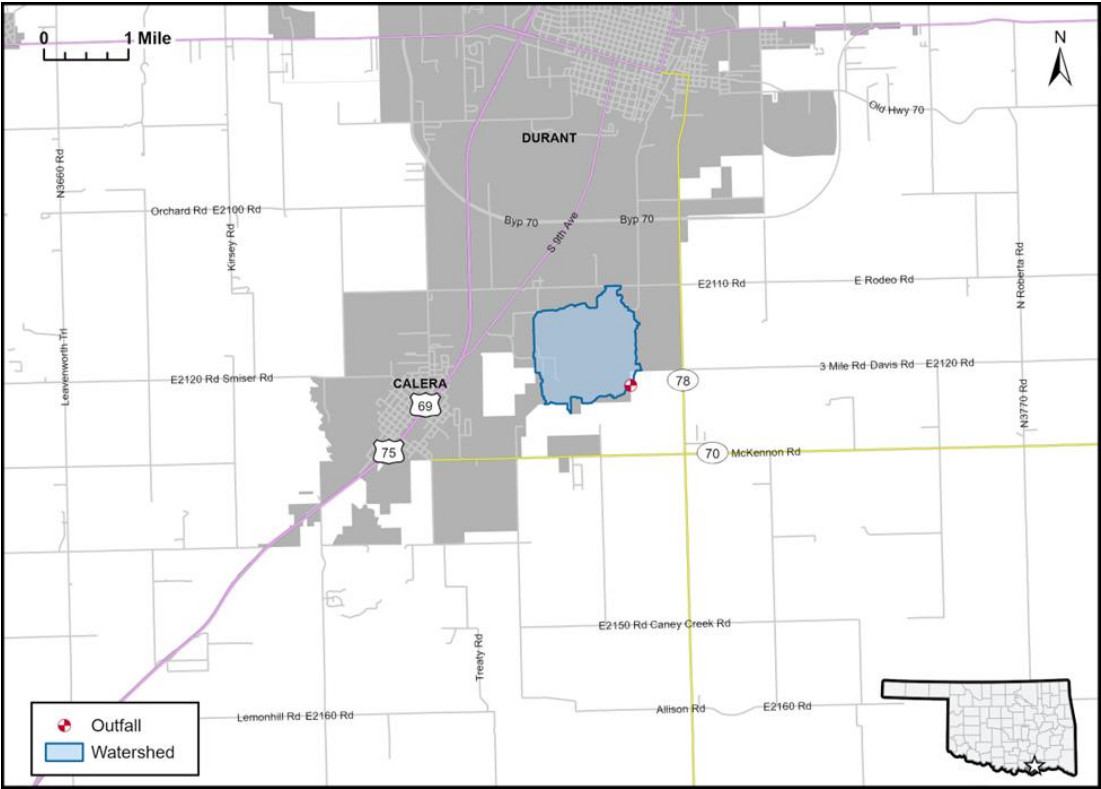 0 1 Mile
N
Old Hwy 70
DURANT
N3660 Rd
Orchard Rd E2100 Rd
Byp 70
Byp 70
S 9th Ave
Kirsey Rd
E2110 Rd
E Rodeo Rd
N Roberta Rd
Leavenworth Trl
E2120 Rd Smiser Rd
CALERA
69
78
3 Mile Rd Davis Rd E2120 Rd
N3770 Rd
75
70
McKennon Rd
E2150 Rd Caney Creek Rd
Treaty Rd
Lemonhill Rd E2160 Rd
Allison Rd
E2160 Rd
Outfall
Watershed